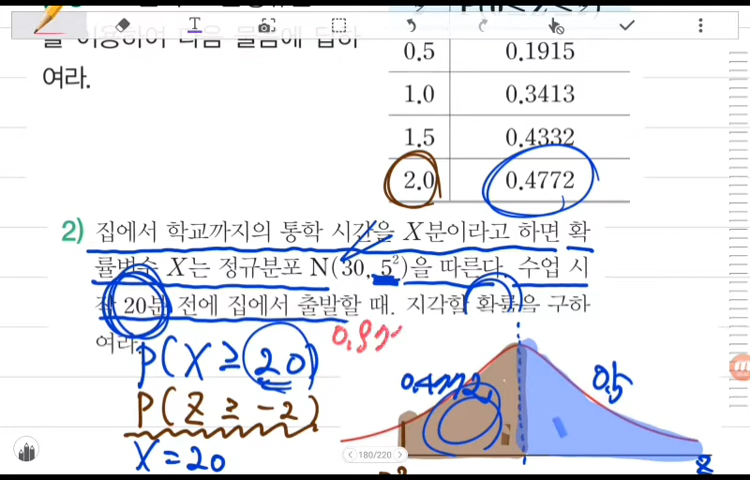 을 이용하여 다음 물음에 답하
여라.
0.5 0.1915
1.0 0.3413
1.5 0.4332
2.0 0.4772
2) 집에서 학교까지의 통학 시간을 X분이라고 하면 확
률변수 X는 정규분포 N(30, 5²)을 따른다. 수업 시
작 20분 전에 집에서 출발할 때, 지각할 확률을 구하
여라.
P(X ≥ 20)
0.4772
0.5
P(Z ≥ -2)
X = 20
180/220
Z